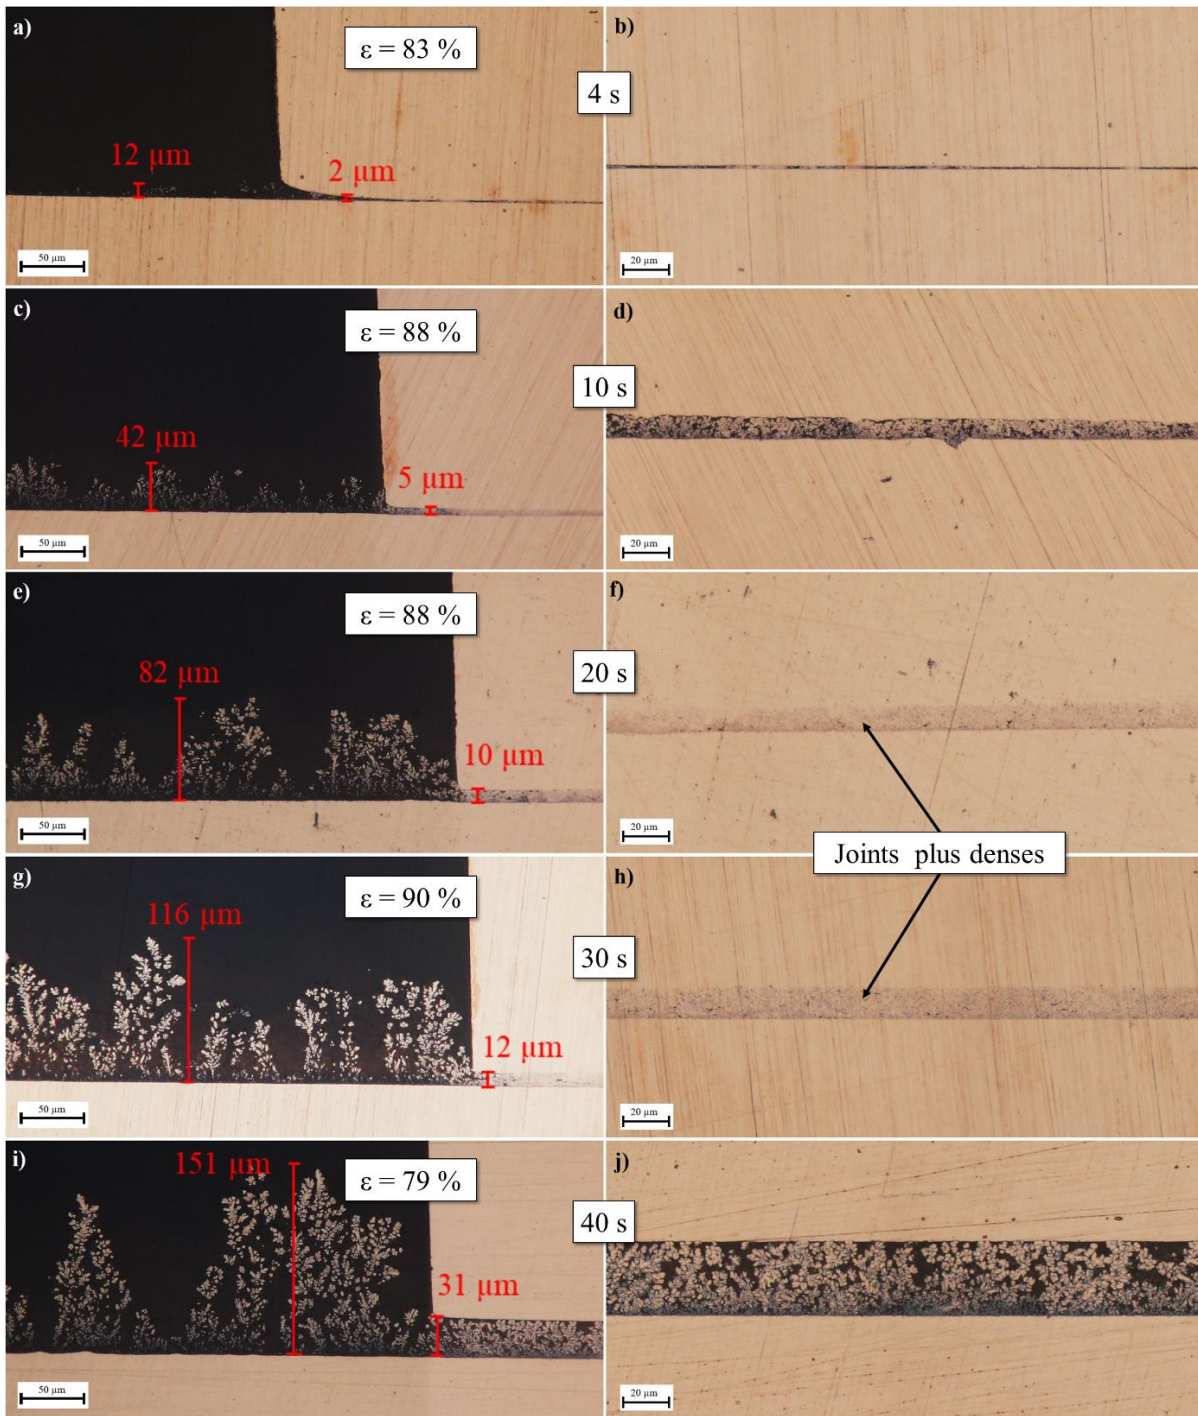 a)
ε = 83 %
12 μm
2 μm
50 μm
4 s
b)
20 μm
c)
ε = 88 %
42 μm
5 μm
50 μm
10 s
d)
20 μm
e)
ε = 88 %
82 μm
10 μm
50 μm
20 s
f)
20 μm
Joints plus denses
g)
ε = 90 %
116 μm
12 μm
50 μm
30 s
h)
20 μm
i)
ε = 79 %
151 μm
31 μm
50 μm
40 s
j)
20 μm